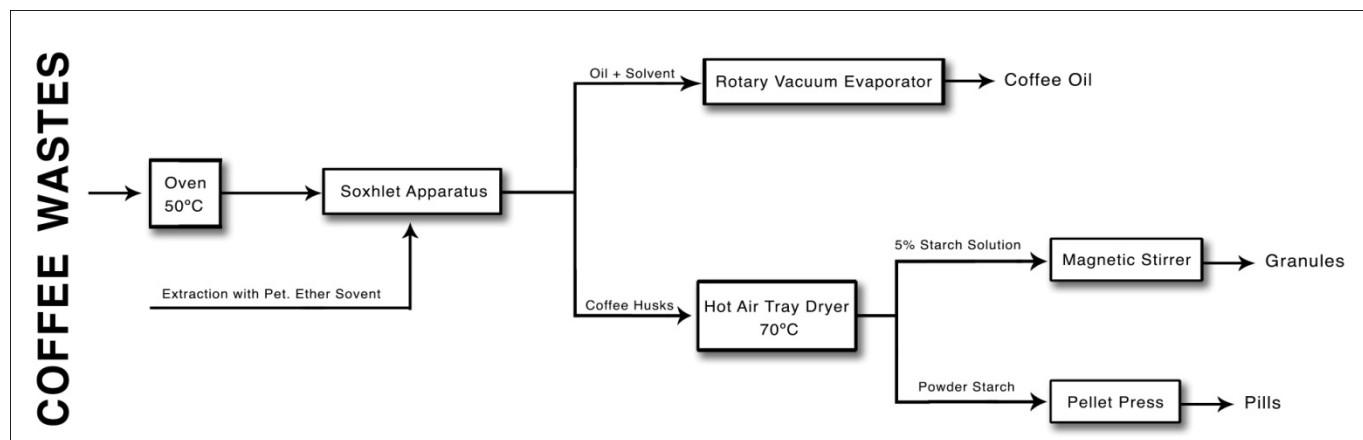 COFFEE WASTES
Oven
50ºC
Extraction with Pet. Ether Sovent
Soxhlet Apparatus
Oil + Solvent
Rotary Vacuum Evaporator
Coffee Oil
Coffee Husks
Hot Air Tray Dryer
70ºC
5% Starch Solution
Magnetic Stirrer
Granules
Powder Starch
Pellet Press
Pills